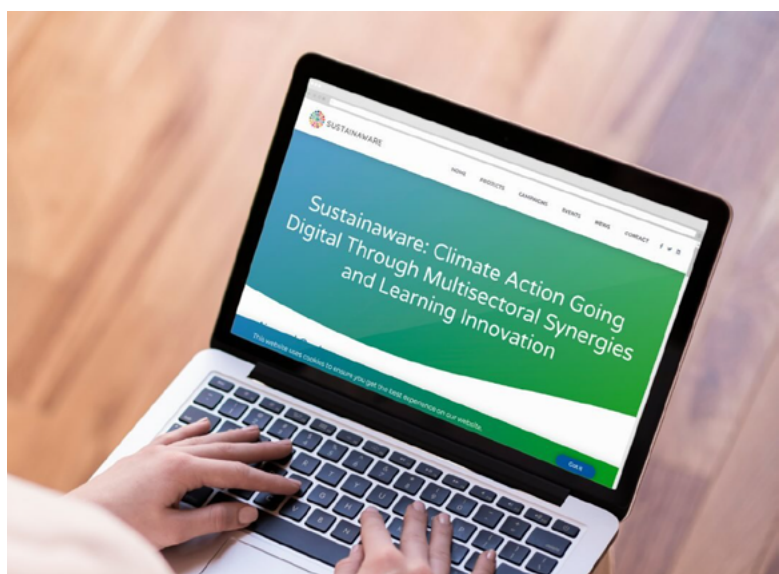 SUSTAINAWARE
HOME PRODUCTS CAMPAIGNS EVENTS NEWS CONTACT
Sustainaware: Climate Action Going
Digital Through Multisectoral Synergies
and Learning Innovation
This website uses cookies to ensure you get the best experience on our website.
Got it